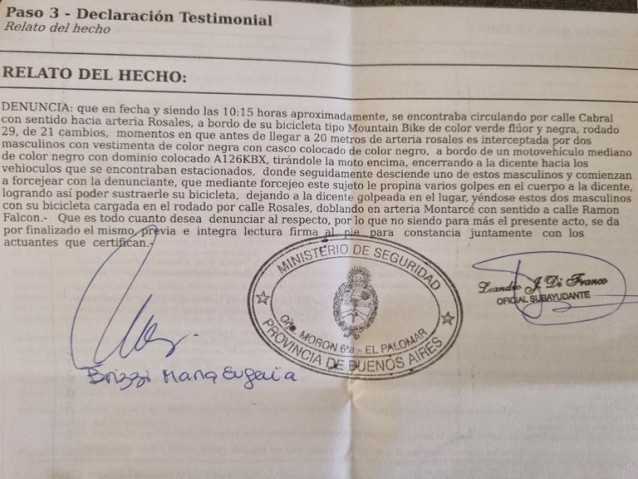 Paso 3 - Declaración Testimonial
Relato del hecho
RELATO DEL HECHO:
DENUNCIA: que en fecha y siendo las 10:15 horas aproximadamente, se encontraba circulando por calle Cabral
con sentido hacia arteria Rosales, a bordo de su bicicleta tipo Mountain Bike de color verde flúor y negra, rodado
29, de 21 cambios, momentos en que antes de llegar a 20 metros de arteria rosales es interceptada por dos
masculinos con vestimenta de color negra con casco colocado de color negro, a bordo de un motovehículo mediano
de color negro con dominio colocado A126KBX, tirándole la moto encima, encerrando a la dicente hacia los
vehioculos que se encontraban estacionados, donde seguidamente desciende uno de estos masculinos y comienzan
a forcejear con la denunciante, que mediante forcejeo este sujeto le propina varios golpes en el cuerpo a la dicente,
logrando así poder sustraerle su bicicleta, dejando a la dicente golpeada en el lugar, yéndose estos dos masculinos
con su bicicleta cargada en el rodado por calle Rosales, doblando en arteria Montarcé con sentido a calle Ramon
Falcon.- Que es todo cuanto desea denunciar al respecto, por lo que no siendo para más el presente acto, se da
por finalizado el mismo, previa e integra lectura firma al pie para constancia juntamente con los
actuantes que certifican.-
MINISTERIO DE SEGURIDAD
MORON 6ta - EL PALOMAR
PROVINCIA DE BUENOS AIRES
Leandro J. Di Franco
OFICIAL SUBAYUDANTE
Brizzi Maria Eugenia